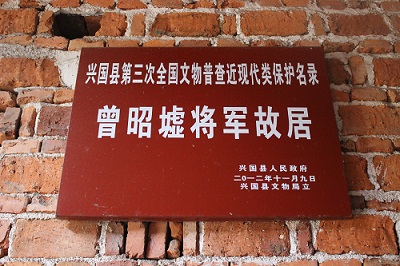 兴国县第三次全国文物普查近现代类保护名录
曾昭墟将军故居
兴国县人民政府
二〇一二年十一月九日
兴国县文物局立